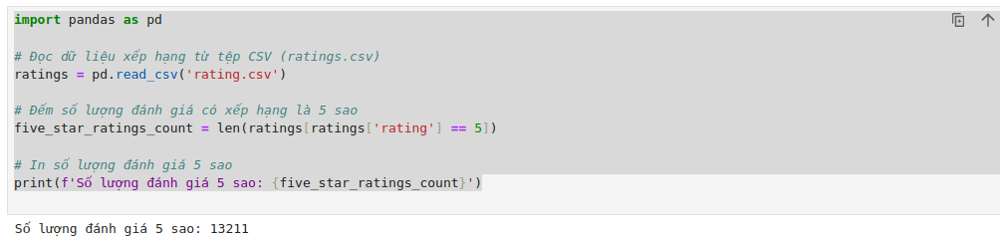 import pandas as pd
# Đọc dữ liệu xếp hạng từ tệp CSV (ratings.csv)
ratings = pd.read_csv('rating.csv')
# Đếm số lượng đánh giá có xếp hạng là 5 sao
five_star_ratings_count = len(ratings[ratings['rating'] == 5])
# In số lượng đánh giá 5 sao
print(f'Số lượng đánh giá 5 sao: {five_star_ratings_count}')
Số lượng đánh giá 5 sao: 13211